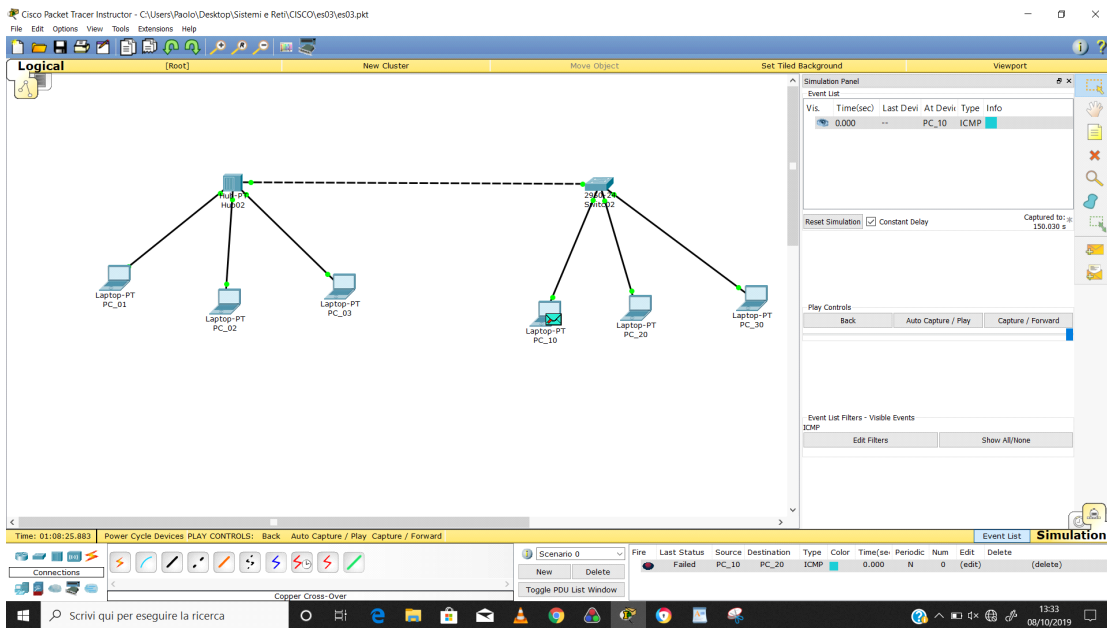 Cisco Packet Tracer Instructor - C:\Users\Paolo\Desktop\Sistemi e Reti\CISCO\es03\es03.pkt
File Edit Options View Tools Extensions Help
Logical [Root] New Cluster Move Object Set Tiled Background Viewport
Simulation Panel
Event List
Vis. Time(sec) Last Devi At Devi Type Info
0.000 -- PC_10 ICMP
Hub-PT
Hub02
2950-24
Switc02
Reset Simulation Constant Delay Captured to: *
150.030 s
Laptop-PT
PC_01
Laptop-PT
PC_02
Laptop-PT
PC_03
Laptop-PT
PC_10
Laptop-PT
PC_20
Laptop-PT
PC_30
Play Controls
Back Auto Capture / Play Capture / Forward
Event List Filters - Visible Events
ICMP
Edit Filters Show All/None
Time: 01:08:25.883 Power Cycle Devices PLAY CONTROLS: Back Auto Capture / Play Capture / Forward Event List Simulation
Connections
Copper Cross-Over
Scenario 0
New Delete
Toggle PDU List Window
Fire Last Status Source Destination Type Color Time(se Periodic Num Edit Delete
Failed PC_10 PC_20 ICMP 0.000 N 0 (edit) (delete)
Scrivi qui per eseguire la ricerca
13:33
08/10/2019